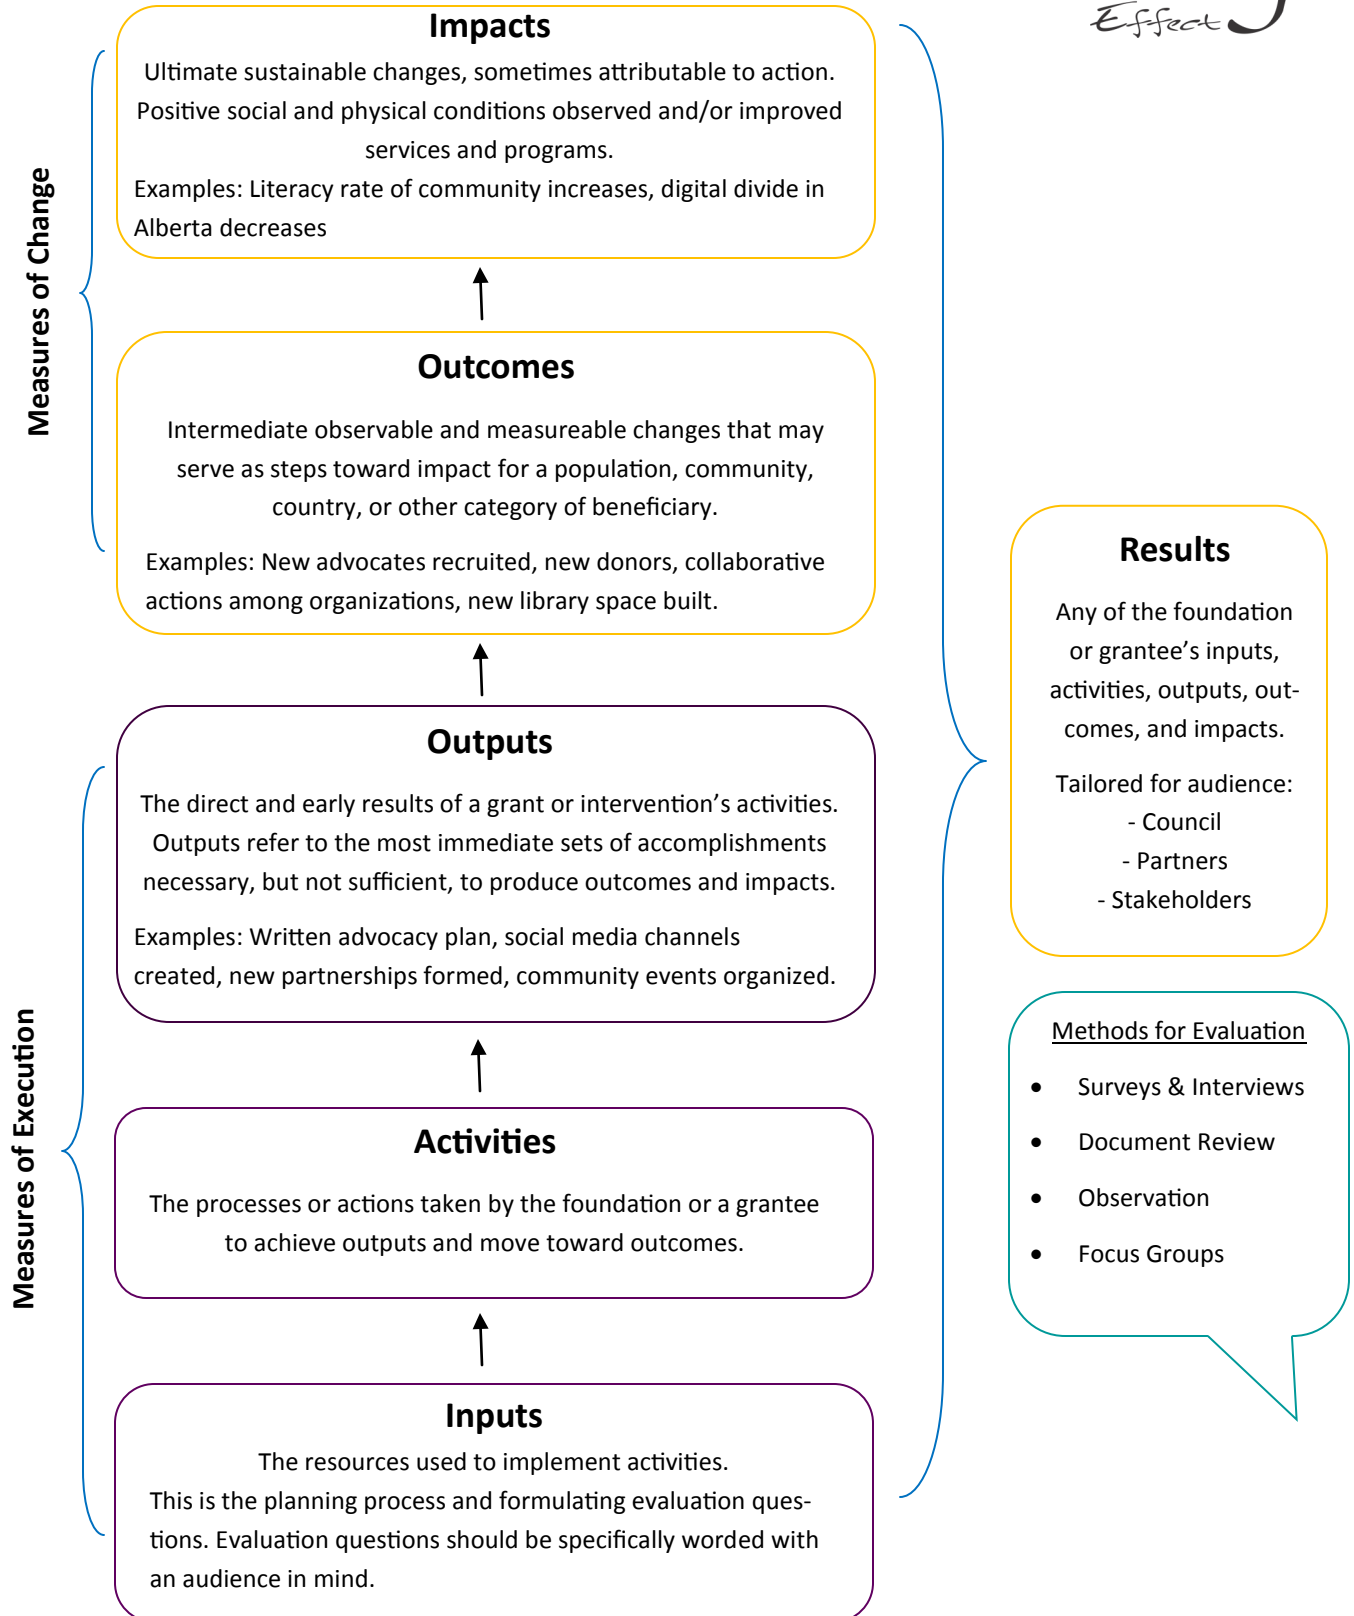 Effect
Impacts
Ultimate sustainable changes, sometimes attributable to action.
Positive social and physical conditions observed and/or improved
services and programs.
Examples: Literacy rate of community increases, digital divide in
Alberta decreases
Measures of Change
Outcomes
Intermediate observable and measureable changes that may
serve as steps toward impact for a population, community,
country, or other category of beneficiary.
Examples: New advocates recruited, new donors, collaborative
actions among organizations, new library space built.
Outputs
The direct and early results of a grant or intervention's activities.
Outputs refer to the most immediate sets of accomplishments
necessary, but not sufficient, to produce outcomes and impacts.
Examples: Written advocacy plan, social media channels
created, new partnerships formed, community events organized.
Measures of Execution
Activities
The processes or actions taken by the foundation or a grantee
to achieve outputs and move toward outcomes.
Inputs
The resources used to implement activities.
This is the planning process and formulating evaluation ques-
tions. Evaluation questions should be specifically worded with
an audience in mind.
Results
Any of the foundation
or grantee's inputs,
activities, outputs, out-
comes, and impacts.
Tailored for audience:
- Council
- Partners
- Stakeholders
Methods for Evaluation
• Surveys & Interviews
• Document Review
• Observation
• Focus Groups